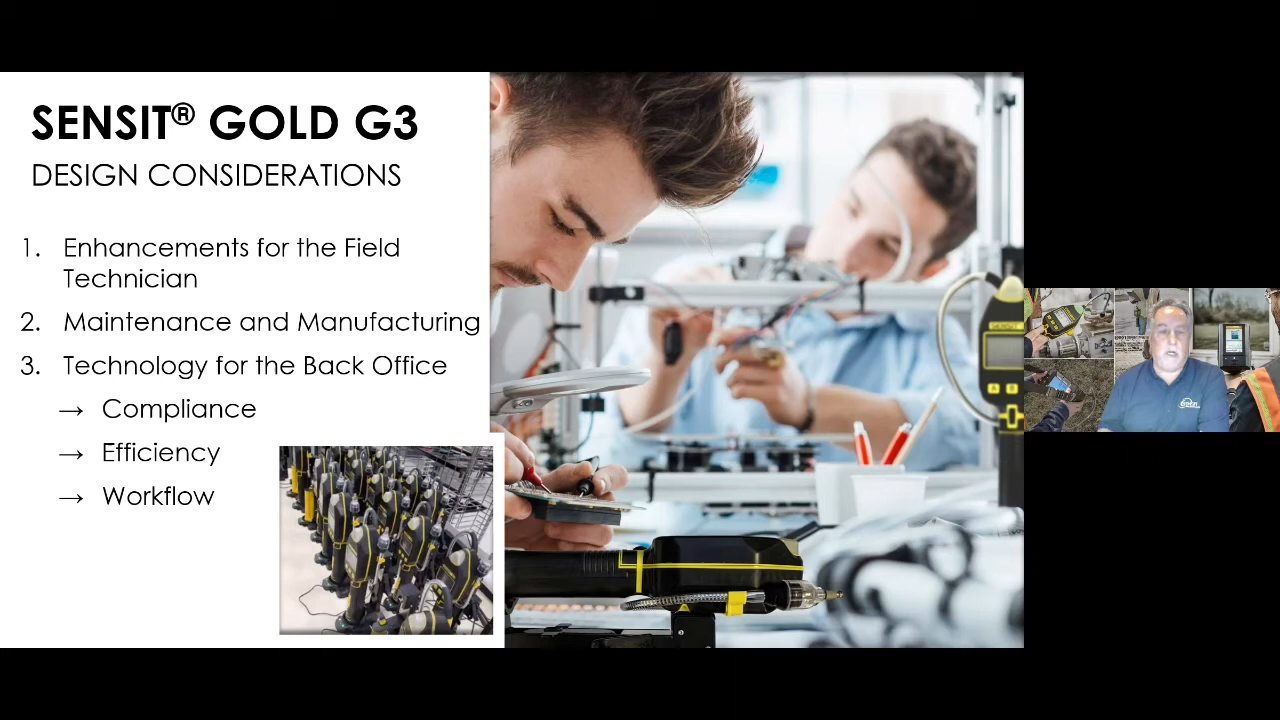 SENSIT® GOLD G3
DESIGN CONSIDERATIONS
1. Enhancements for the Field
Technician
2. Maintenance and Manufacturing
3. Technology for the Back Office
→ Compliance
→ Efficiency
→ Workflow
SENSIT
A B